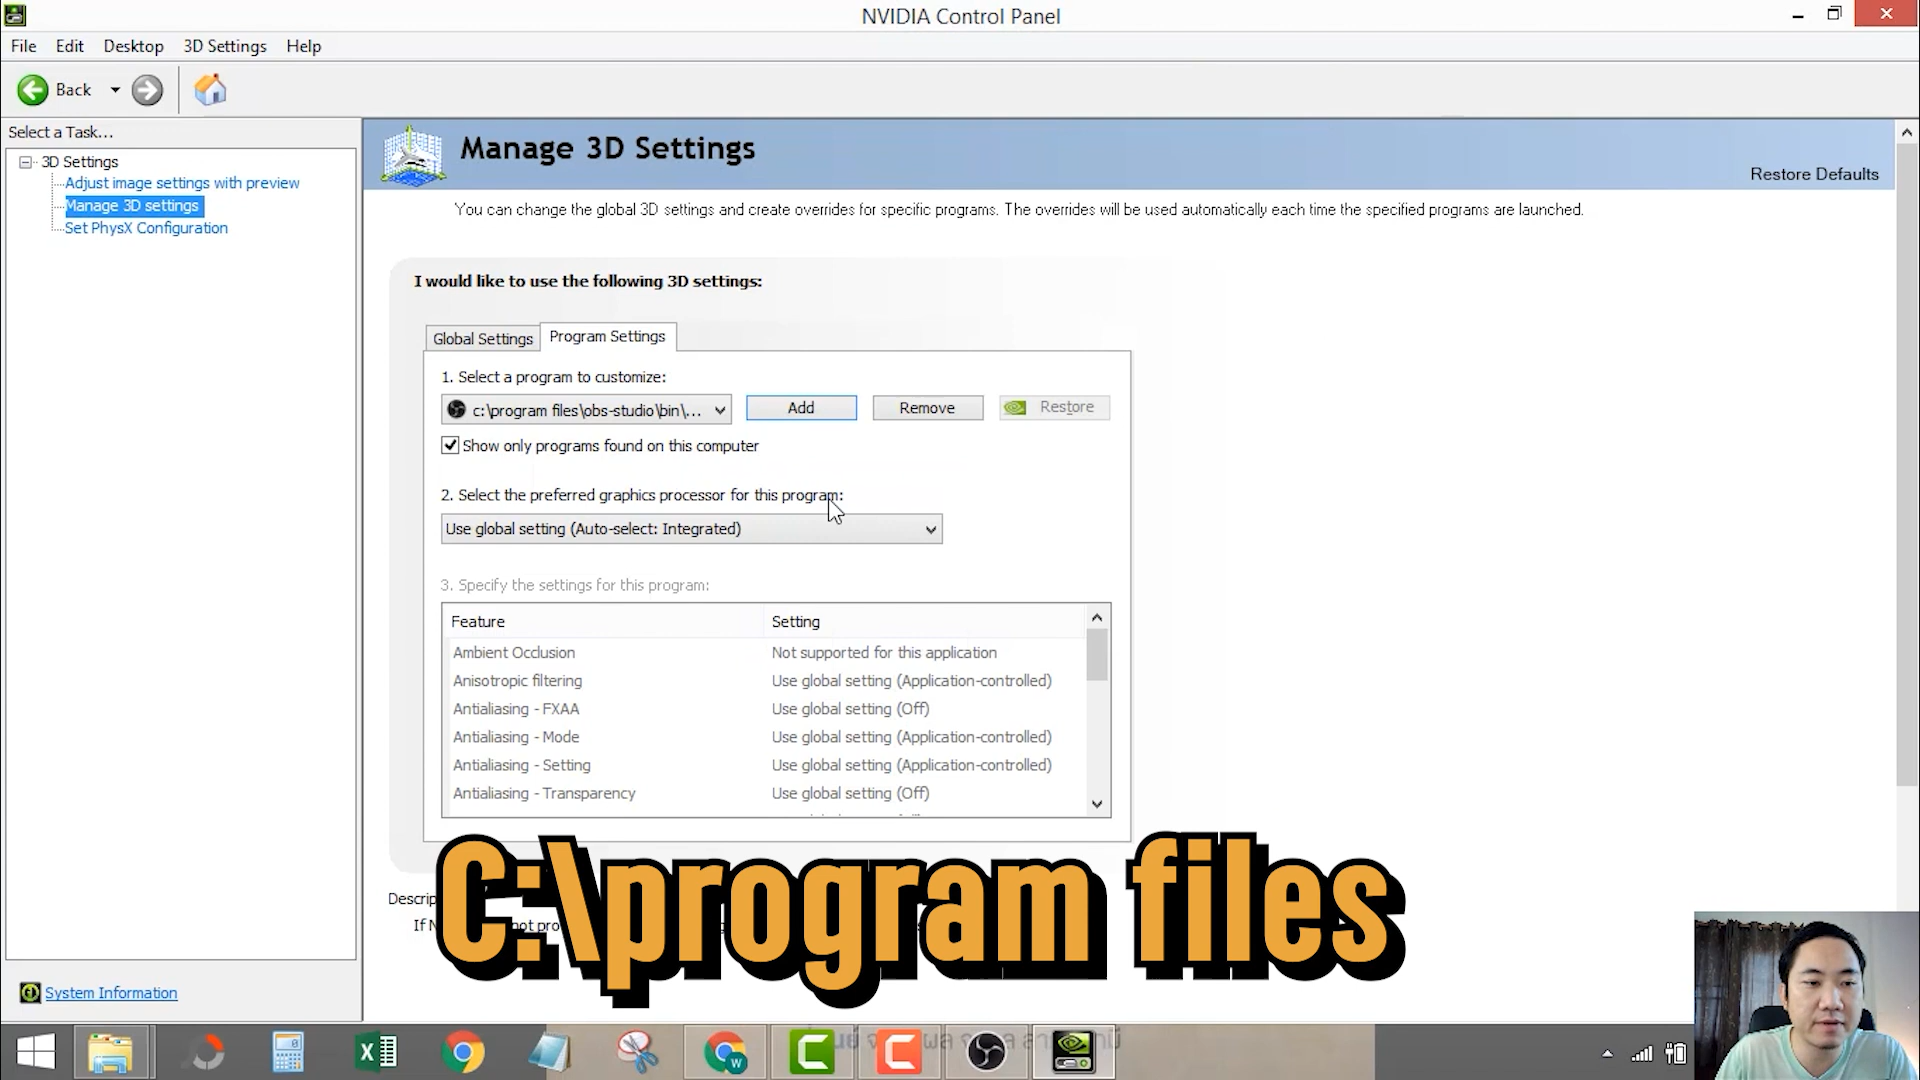 NVIDIA Control Panel
File Edit Desktop 3D Settings Help
Back
Select a Task...
3D Settings
Adjust image settings with preview
Manage 3D settings
Set PhysX Configuration
System Information
Manage 3D Settings
Restore Defaults
You can change the global 3D settings and create overrides for specific programs. The overrides will be used automatically each time the specified programs are launched.
I would like to use the following 3D settings:
Global Settings Program Settings
1. Select a program to customize:
c:\program files\obs-studio\bin\... Add Remove Restore
Show only programs found on this computer
2. Select the preferred graphics processor for this program:
Use global setting (Auto-select: Integrated)
3. Specify the settings for this program:
Feature Setting
Ambient Occlusion Not supported for this application
Anisotropic filtering Use global setting (Application-controlled)
Antialiasing - FXAA Use global setting (Off)
Antialiasing - Mode Use global setting (Application-controlled)
Antialiasing - Setting Use global setting (Application-controlled)
Antialiasing - Transparency Use global setting (Off)
C:\program files